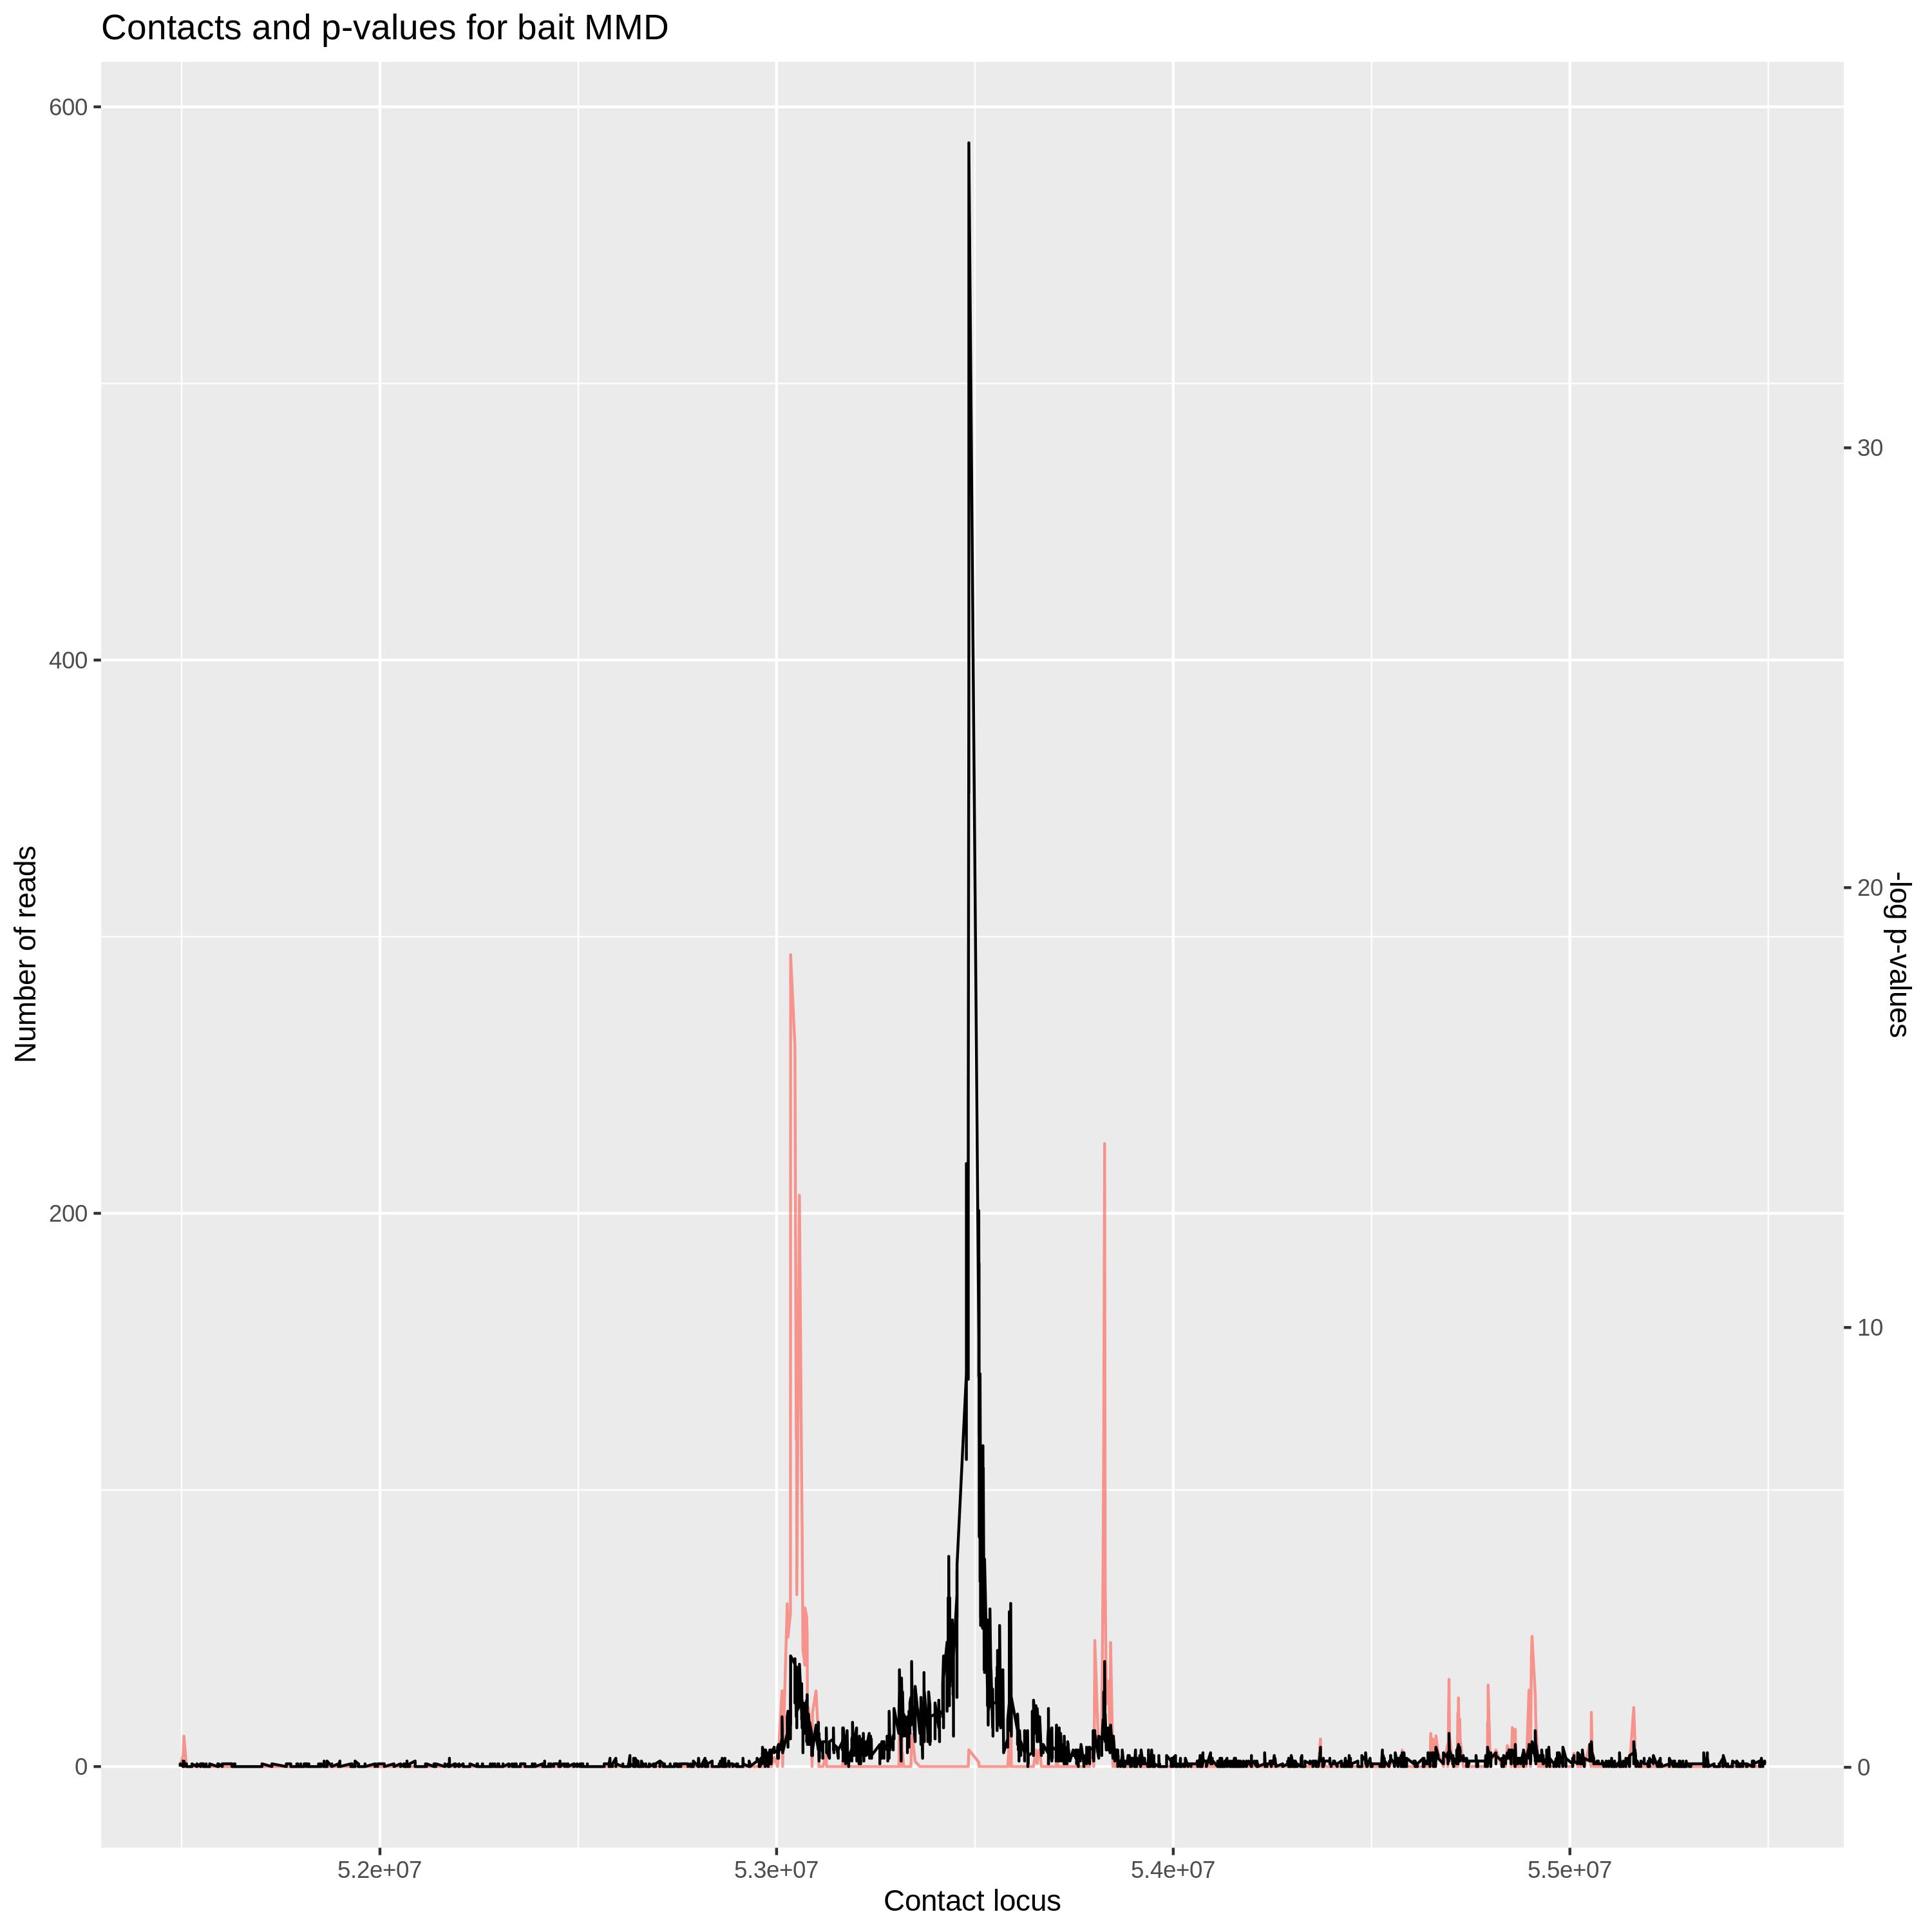 Contacts and p-values for bait MMD
600
400
200
0
Number of reads
30
20
10
0
-log p-values
5.2e+07
5.3e+07
5.4e+07
5.5e+07
Contact locus